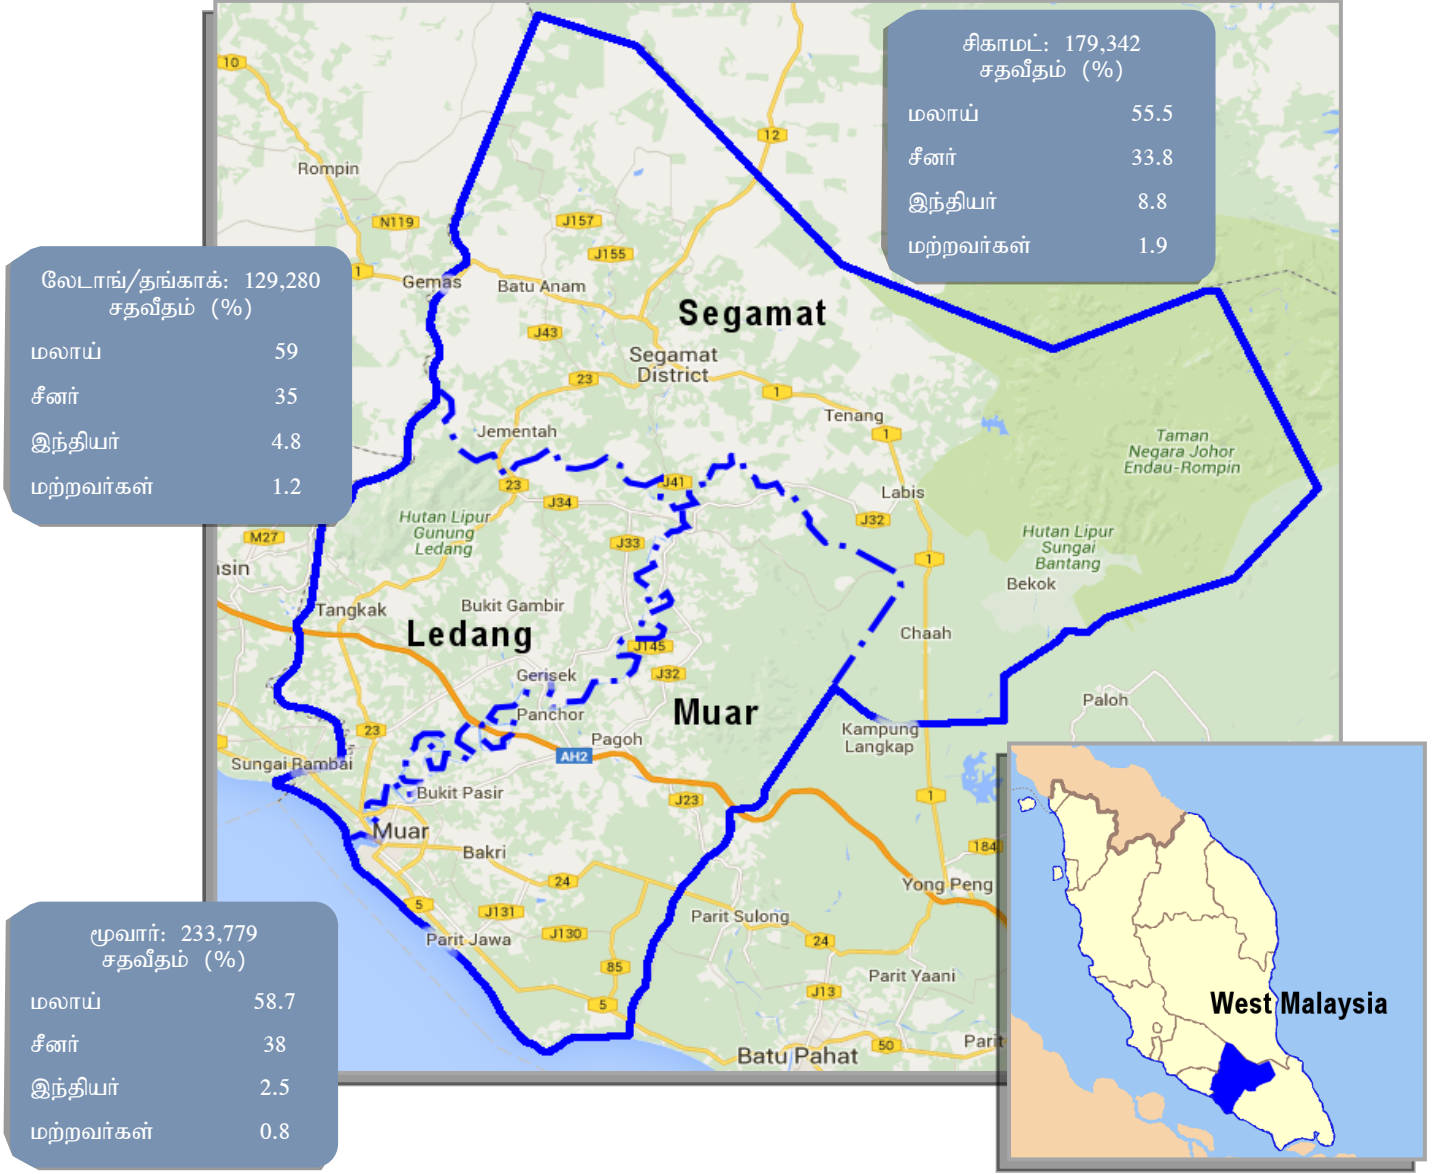 சிகாமட்: 179,342
சதவீதம் (%)
மலாய் 55.5
சீனர் 33.8
இந்தியர் 8.8
மற்றவர்கள் 1.9
லேடாங்/தங்காக்: 129,280
சதவீதம் (%)
மலாய் 59
சீனர் 35
இந்தியர் 4.8
மற்றவர்கள் 1.2
மூவார்: 233,779
சதவீதம் (%)
மலாய் 58.7
சீனர் 38
இந்தியர் 2.5
மற்றவர்கள் 0.8
10
12
Rompin
N119
J157
J155
1
Gemas
Batu Anam
Segamat
J43
Segamat
District
23
1
Tenang
Jementah
1
Taman
Negara Johor
Endau-Rompin
J41
23
J34
Labis
J32
Hutan Lipur
Gunung
Ledang
M27
J33
Hutan Lipur
Sungai
Bantang
1
asin
Bekok
Tangkak
Bukit Gambir
Ledang
Chaah
J145
J32
Gerisek
Muar
Paloh
Panchor
23
Pagoh
Kampung
Langkap
AH2
Sungai Rambai
Bukit Pasir
J23
1
Muar
Bakri
184
24
Yong Peng
5
J131
Parit Sulong
J130
24
Parit Jawa
85
Parit Yaani
5
J13
50
Parit
Batu Pahat
West Malaysia